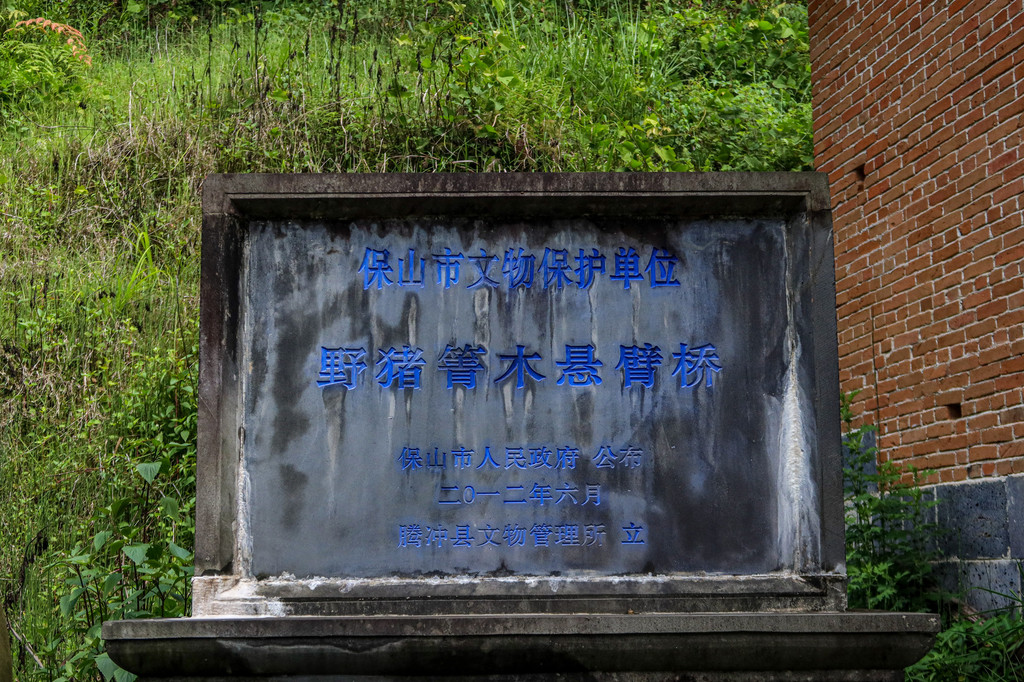 保山市文物保护单位
野猪箐木悬臂桥
保山市人民政府 公布
二〇一二年六月
腾冲县文物管理所 立